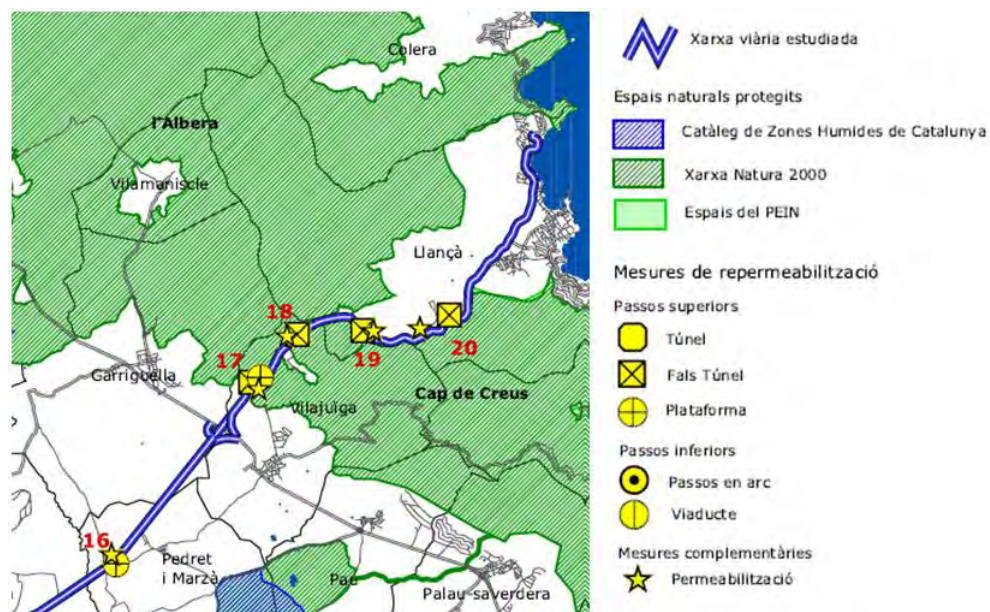 Colera
l'Albera
Vilamaniscle
Llançà
18
19
20
17
Garriguella
Cap de Creus
Vilajuïga
16
Pedret
i Marzà
Pau
Palau-saverdera
Xarxa viària estudiada
Espais naturals protegits
Catàleg de Zones Humides de Catalunya
Xarxa Natura 2000
Espais del PEIN
Mesures de repermeabilització
Passos superiors
Túnel
Fals Túnel
Plataforma
Passos inferiors
Passos en arc
Viaducte
Mesures complementàries
Permeabilització